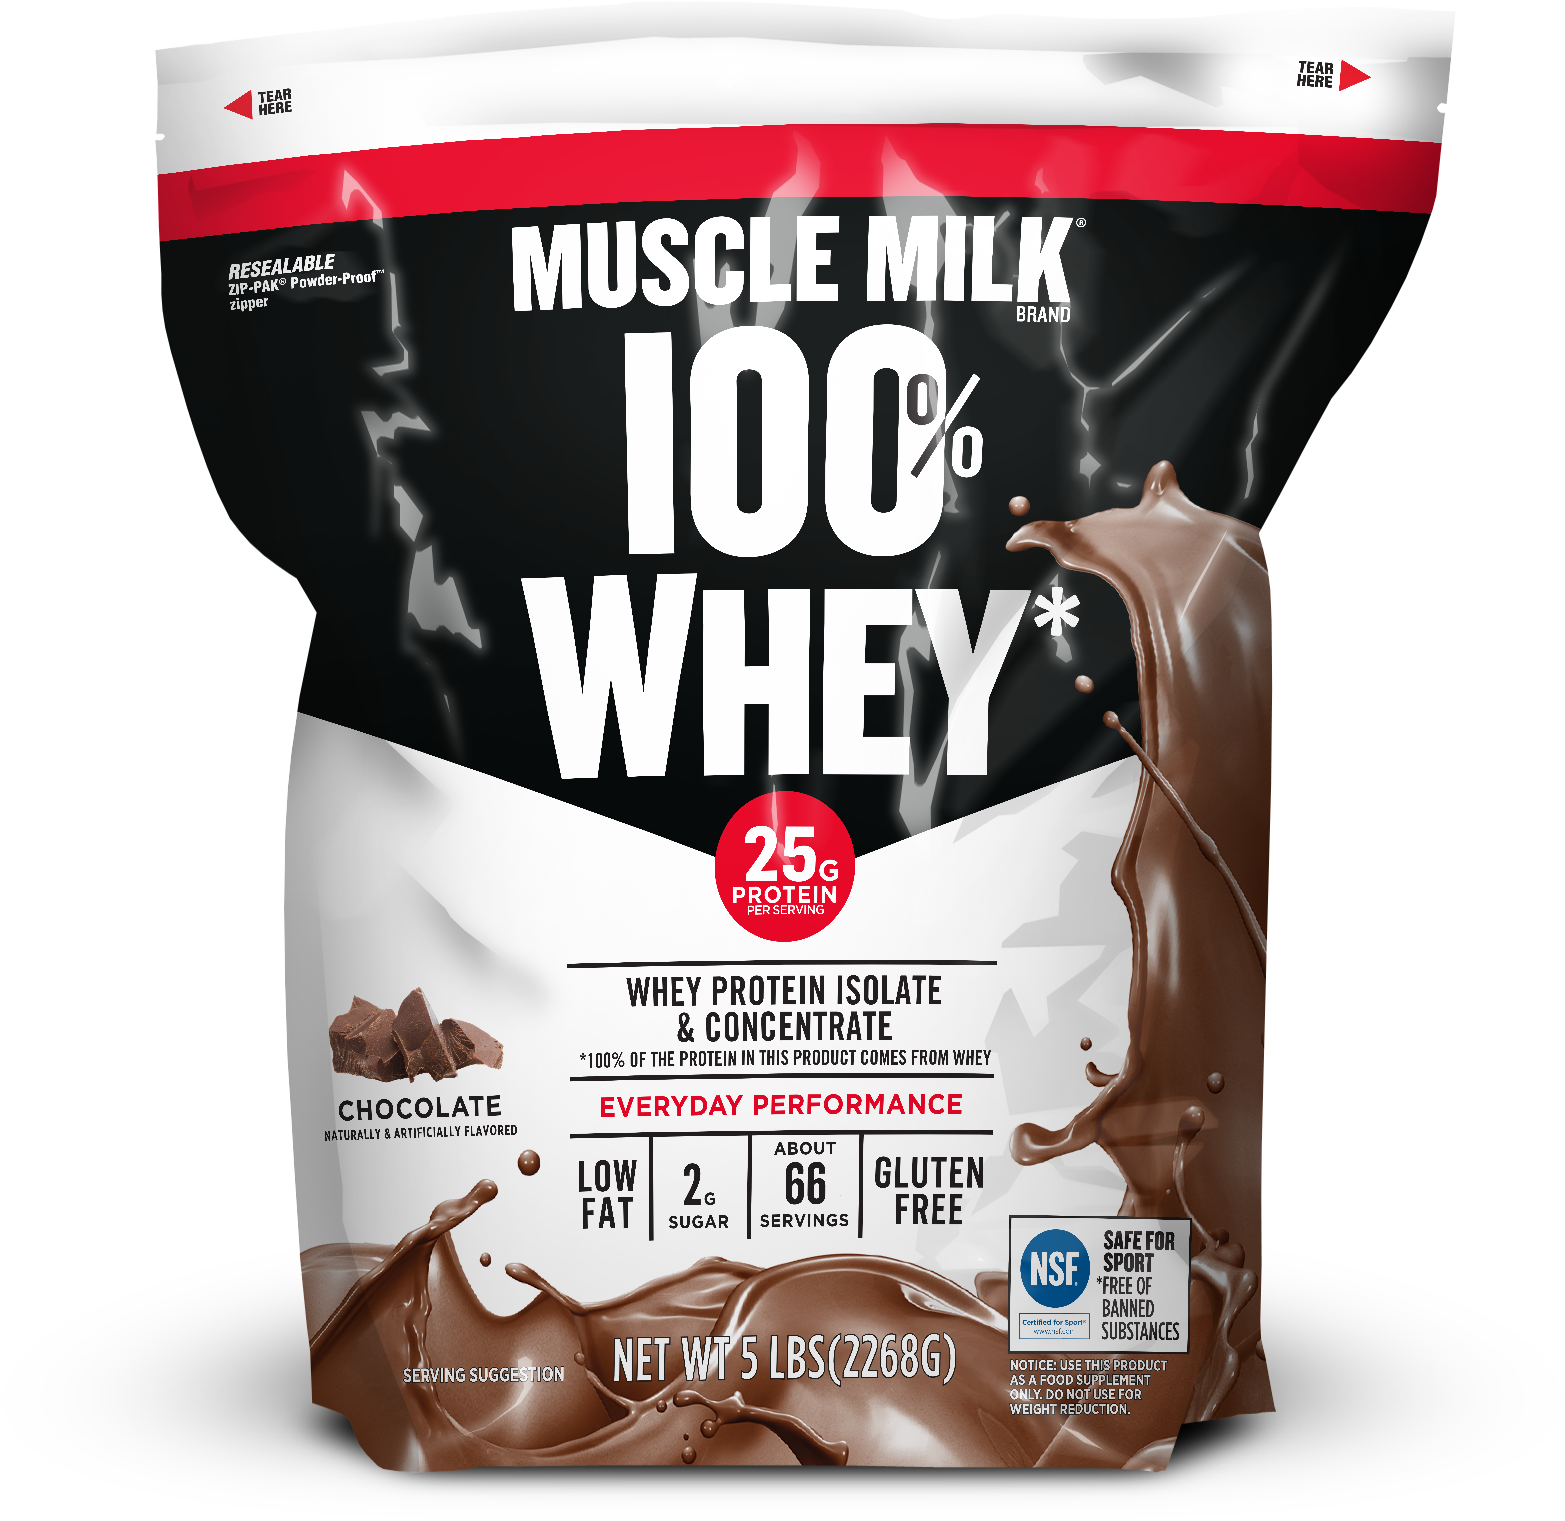 TEAR
HERE
TEAR
HERE
RESEALABLE
ZIP-PAK® Powder-Proof™
zipper
MUSCLE MILK®
BRAND
100%
WHEY*
25G
PROTEIN
PER SERVING
WHEY PROTEIN ISOLATE
& CONCENTRATE
*100% OF THE PROTEIN IN THIS PRODUCT COMES FROM WHEY
EVERYDAY PERFORMANCE
CHOCOLATE
NATURALLY & ARTIFICIALLY FLAVORED
LOW
FAT
2G
SUGAR
ABOUT
66
SERVINGS
GLUTEN
FREE
NSF
Certified for Sport®
www.nsf.com
SAFE FOR
SPORT
*FREE OF
BANNED
SUBSTANCES
SERVING SUGGESTION
NET WT 5 LBS(2268G)
NOTICE: USE THIS PRODUCT
AS A FOOD SUPPLEMENT
ONLY. DO NOT USE FOR
WEIGHT REDUCTION.